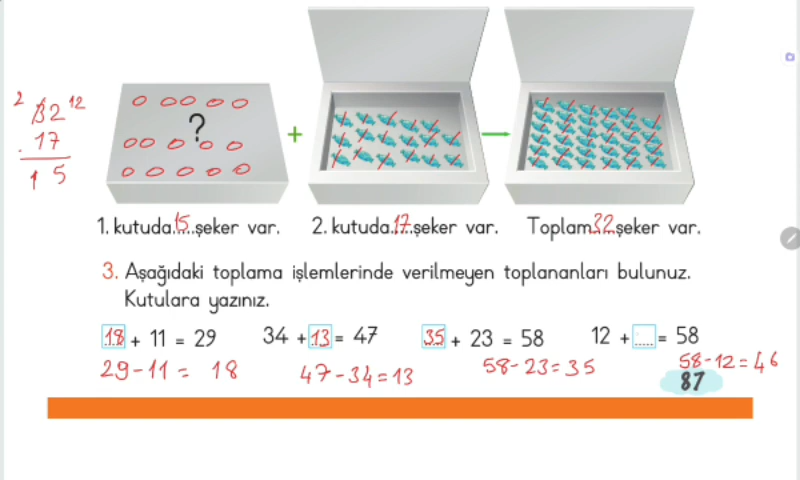 2 32 12
17
15
?
+
1. kutuda 15 şeker var. 2. kutuda 17 şeker var. Toplam 32 şeker var.
3. Aşağıdaki toplama işlemlerinde verilmeyen toplananları bulunuz.
Kutulara yazınız.
18 + 11 = 29 34 + 13 = 47 35 + 23 = 58 12 + ..... = 58
29-11 = 18 47-34=13 58-23=35 58-12=46
87